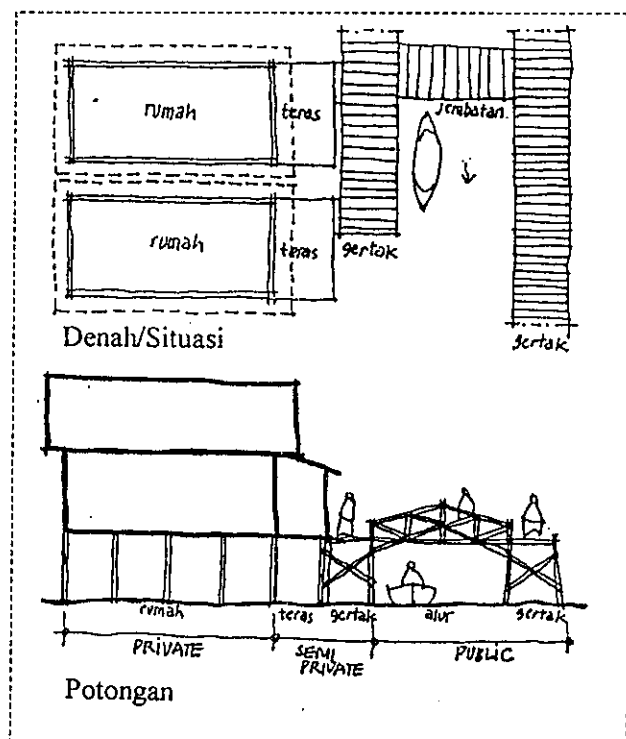 rumah teras jembatan
rumah teras gertak
Denah/Situasi
gertak
rumah teras gertak alur gertak
PRIVATE SEMI PRIVATE PUBLIC
Potongan